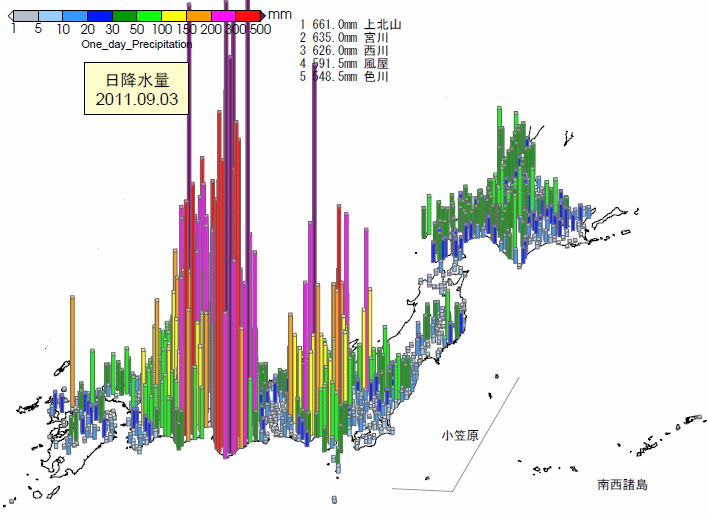 mm
1 5 10 20 30 50 100 150 200 300 500
One_day_Precipitation
日降水量
2011.09.03
1 661.0mm 上北山
2 635.0mm 宮川
3 626.0mm 西川
4 591.5mm 風屋
5 548.5mm 色川
小笠原
南西諸島